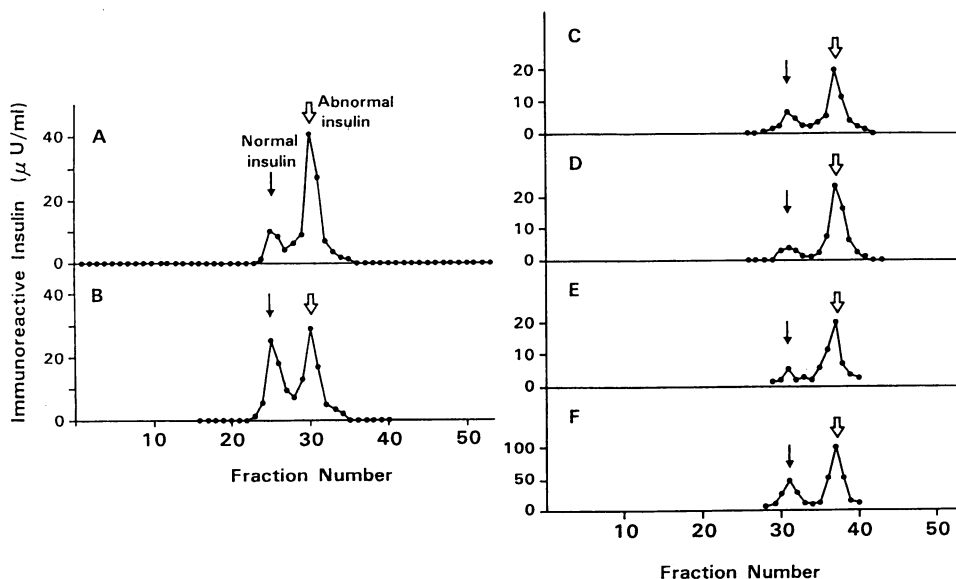 Immunoreactive Insulin (μ U/ml)
A
Normal
insulin
Abnormal
insulin
40
20
0
B
40
20
0
10 20 30 40 50
Fraction Number
C
20
10
0
D
20
10
0
E
20
10
0
F
100
50
0
10 20 30 40 50
Fraction Number